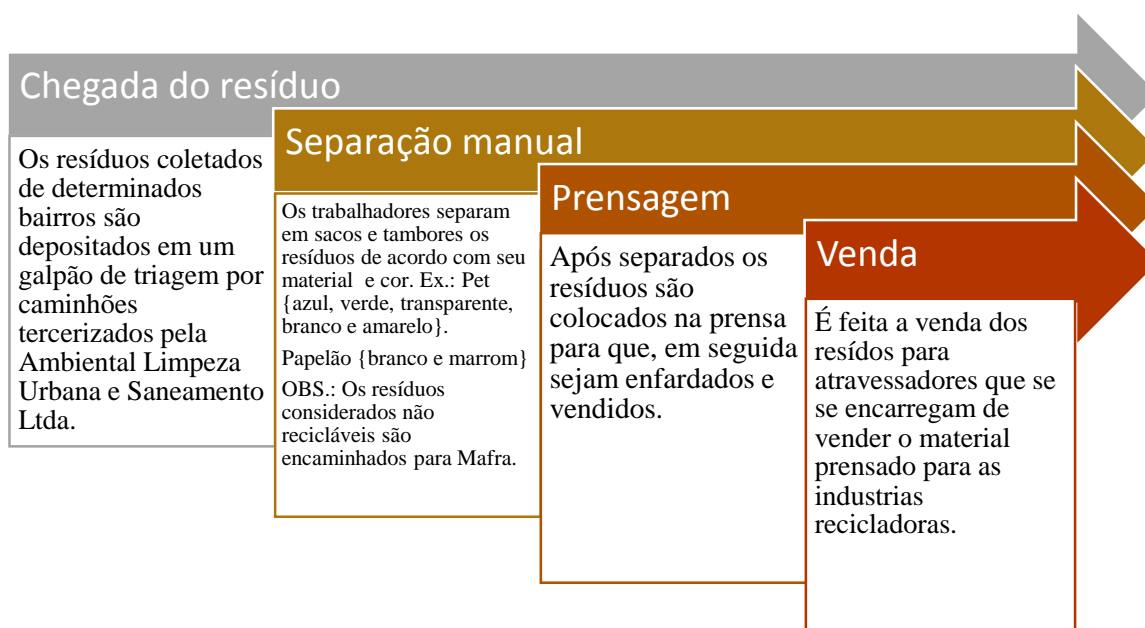 Chegada do resíduo
Os resíduos coletados
de determinados
bairros são
depositados em um
galpão de triagem por
caminhões
tercerizados pela
Ambiental Limpeza
Urbana e Saneamento
Ltda.
Separação manual
Os trabalhadores separam
em sacos e tambores os
resíduos de acordo com seu
material e cor. Ex.: Pet
{azul, verde, transparente,
branco e amarelo}.
Papelão {branco e marrom}
OBS.: Os resíduos
considerados não
recicláveis são
encaminhados para Mafra.
Prensagem
Após separados os
resíduos são
colocados na prensa
para que, em seguida
sejam enfardados e
vendidos.
Venda
É feita a venda dos
resídos para
atravessadores que se
se encarregam de
vender o material
prensado para as
industrias
recicladoras.